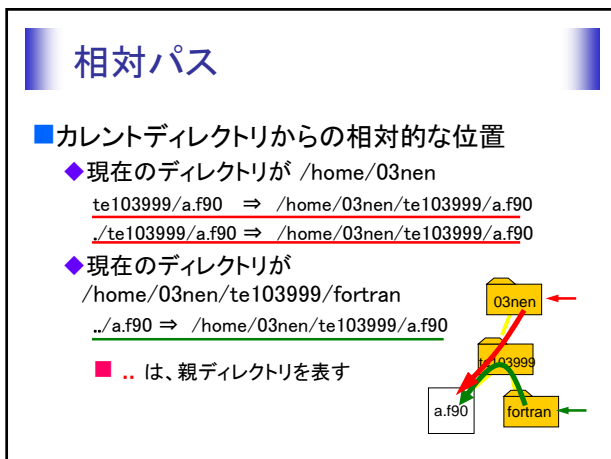 相対パス
カレントディレクトリからの相対的な位置
現在のディレクトリが /home/03nen
te103999/a.f90 ⇒ /home/03nen/te103999/a.f90
./te103999/a.f90 ⇒ /home/03nen/te103999/a.f90
現在のディレクトリが
/home/03nen/te103999/fortran
../a.f90 ⇒ /home/03nen/te103999/a.f90
.. は、親ディレクトリを表す
03nen
te103999
a.f90
fortran